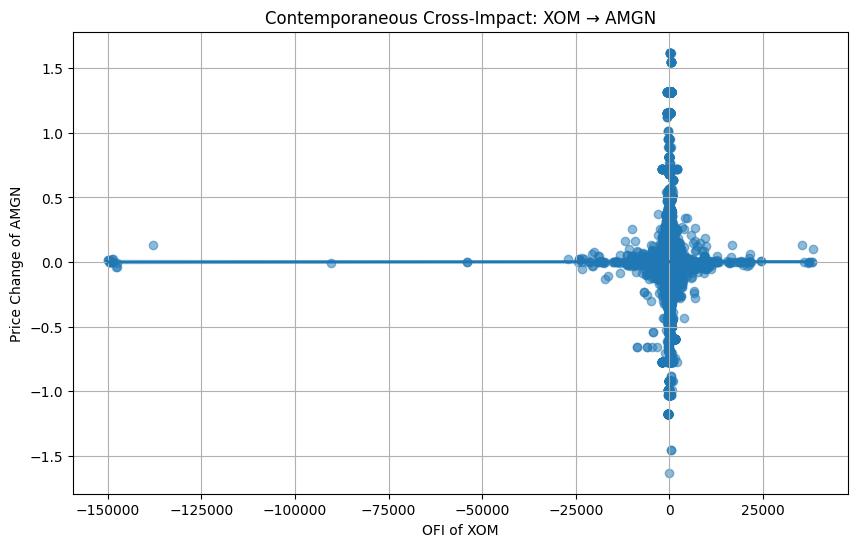 Contemporaneous Cross-Impact: XOM → AMGN
Price Change of AMGN
1.5
1.0
0.5
0.0
−0.5
−1.0
−1.5
−150000 −125000 −100000 −75000 −50000 −25000 0 25000
OFI of XOM